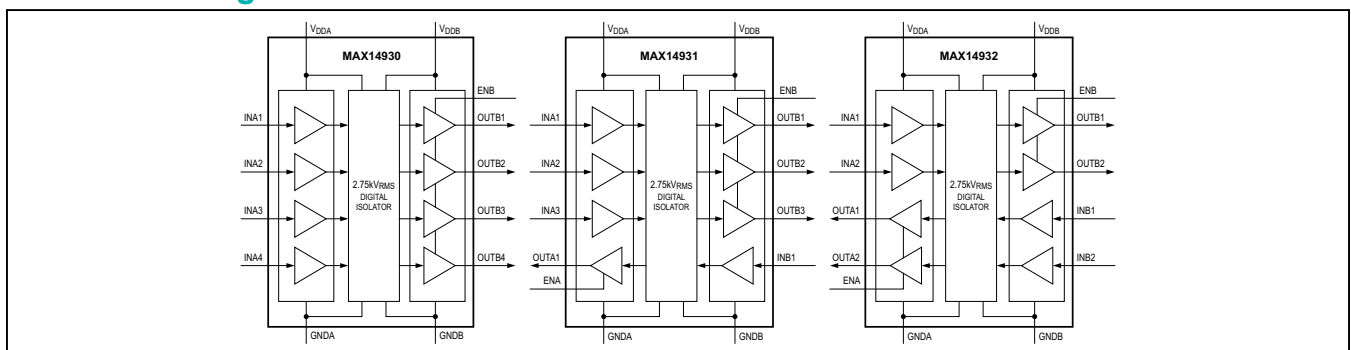 VDDA
VDDB
MAX14930
ENB
INA1
OUTB1
INA2
OUTB2
2.75kVRMS
DIGITAL
ISOLATOR
INA3
OUTB3
INA4
OUTB4
GNDA
GNDB
VDDA
VDDB
MAX14931
ENB
INA1
OUTB1
INA2
OUTB2
2.75kVRMS
DIGITAL
ISOLATOR
INA3
OUTB3
OUTA1
INB1
ENA
GNDA
GNDB
VDDA
VDDB
MAX14932
ENB
INA1
OUTB1
INA2
OUTB2
2.75kVRMS
DIGITAL
ISOLATOR
OUTA1
INB1
OUTA2
INB2
ENA
GNDA
GNDB